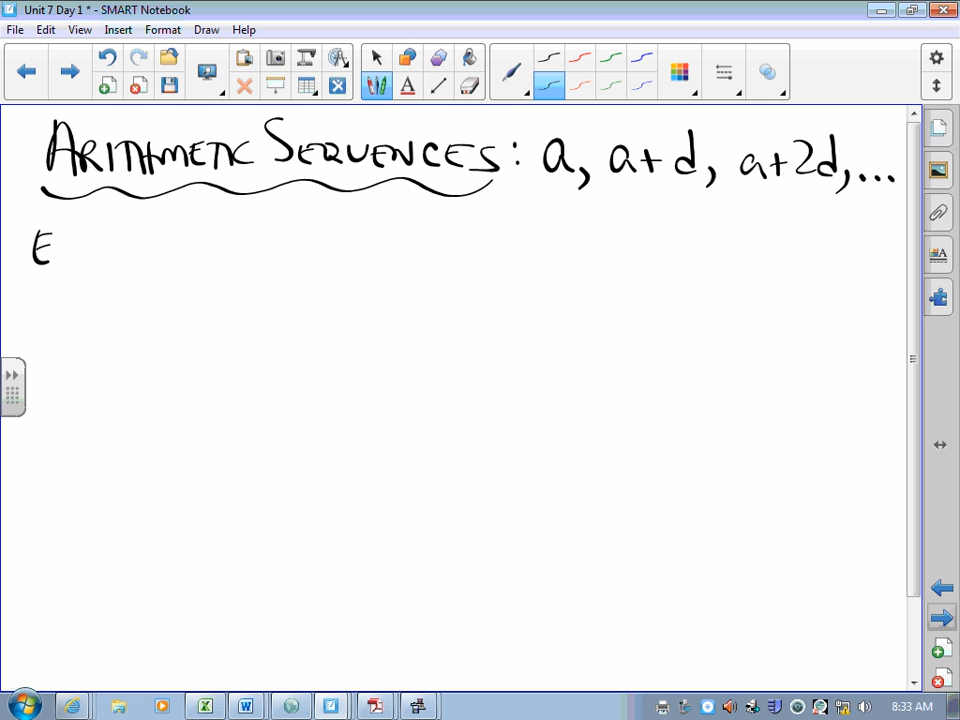 Unit 7 Day 1 * - SMART Notebook
File Edit View Insert Format Draw Help
ARITHMETIC SEQUENCES: a, a+d, a+2d,...
E
8:33 AM